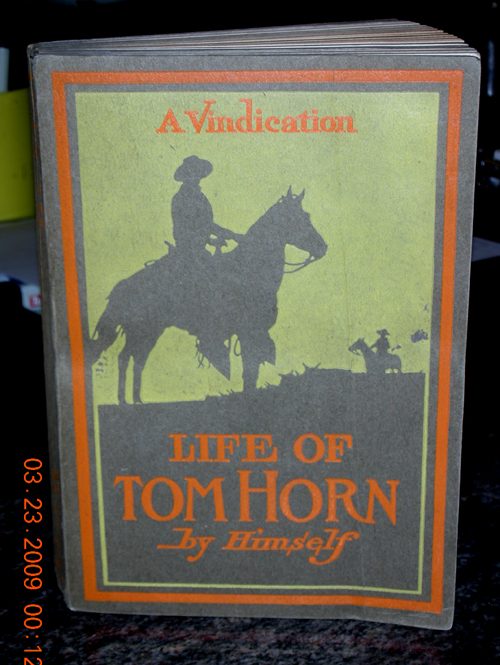 A Vindication
LIFE OF
TOM HORN
by Himself
03.23.2009 00:12